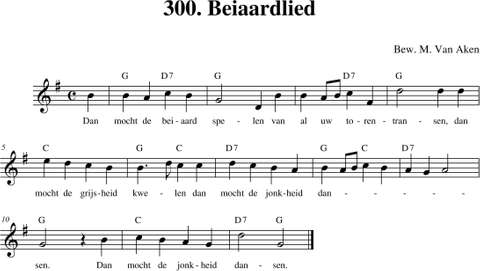 300. Beiaardlied
Bew. M. Van Aken
G D7 G D7 G
Dan mocht de bei-aard spe-len van al uw to-ren-tran-sen, dan
5 C G C D7 G C D7
mocht de grijs-heid kwe-len dan mocht de jonk-heid dan-----
10 G C D7 G
sen. Dan mocht de jonk-heid dan-sen.